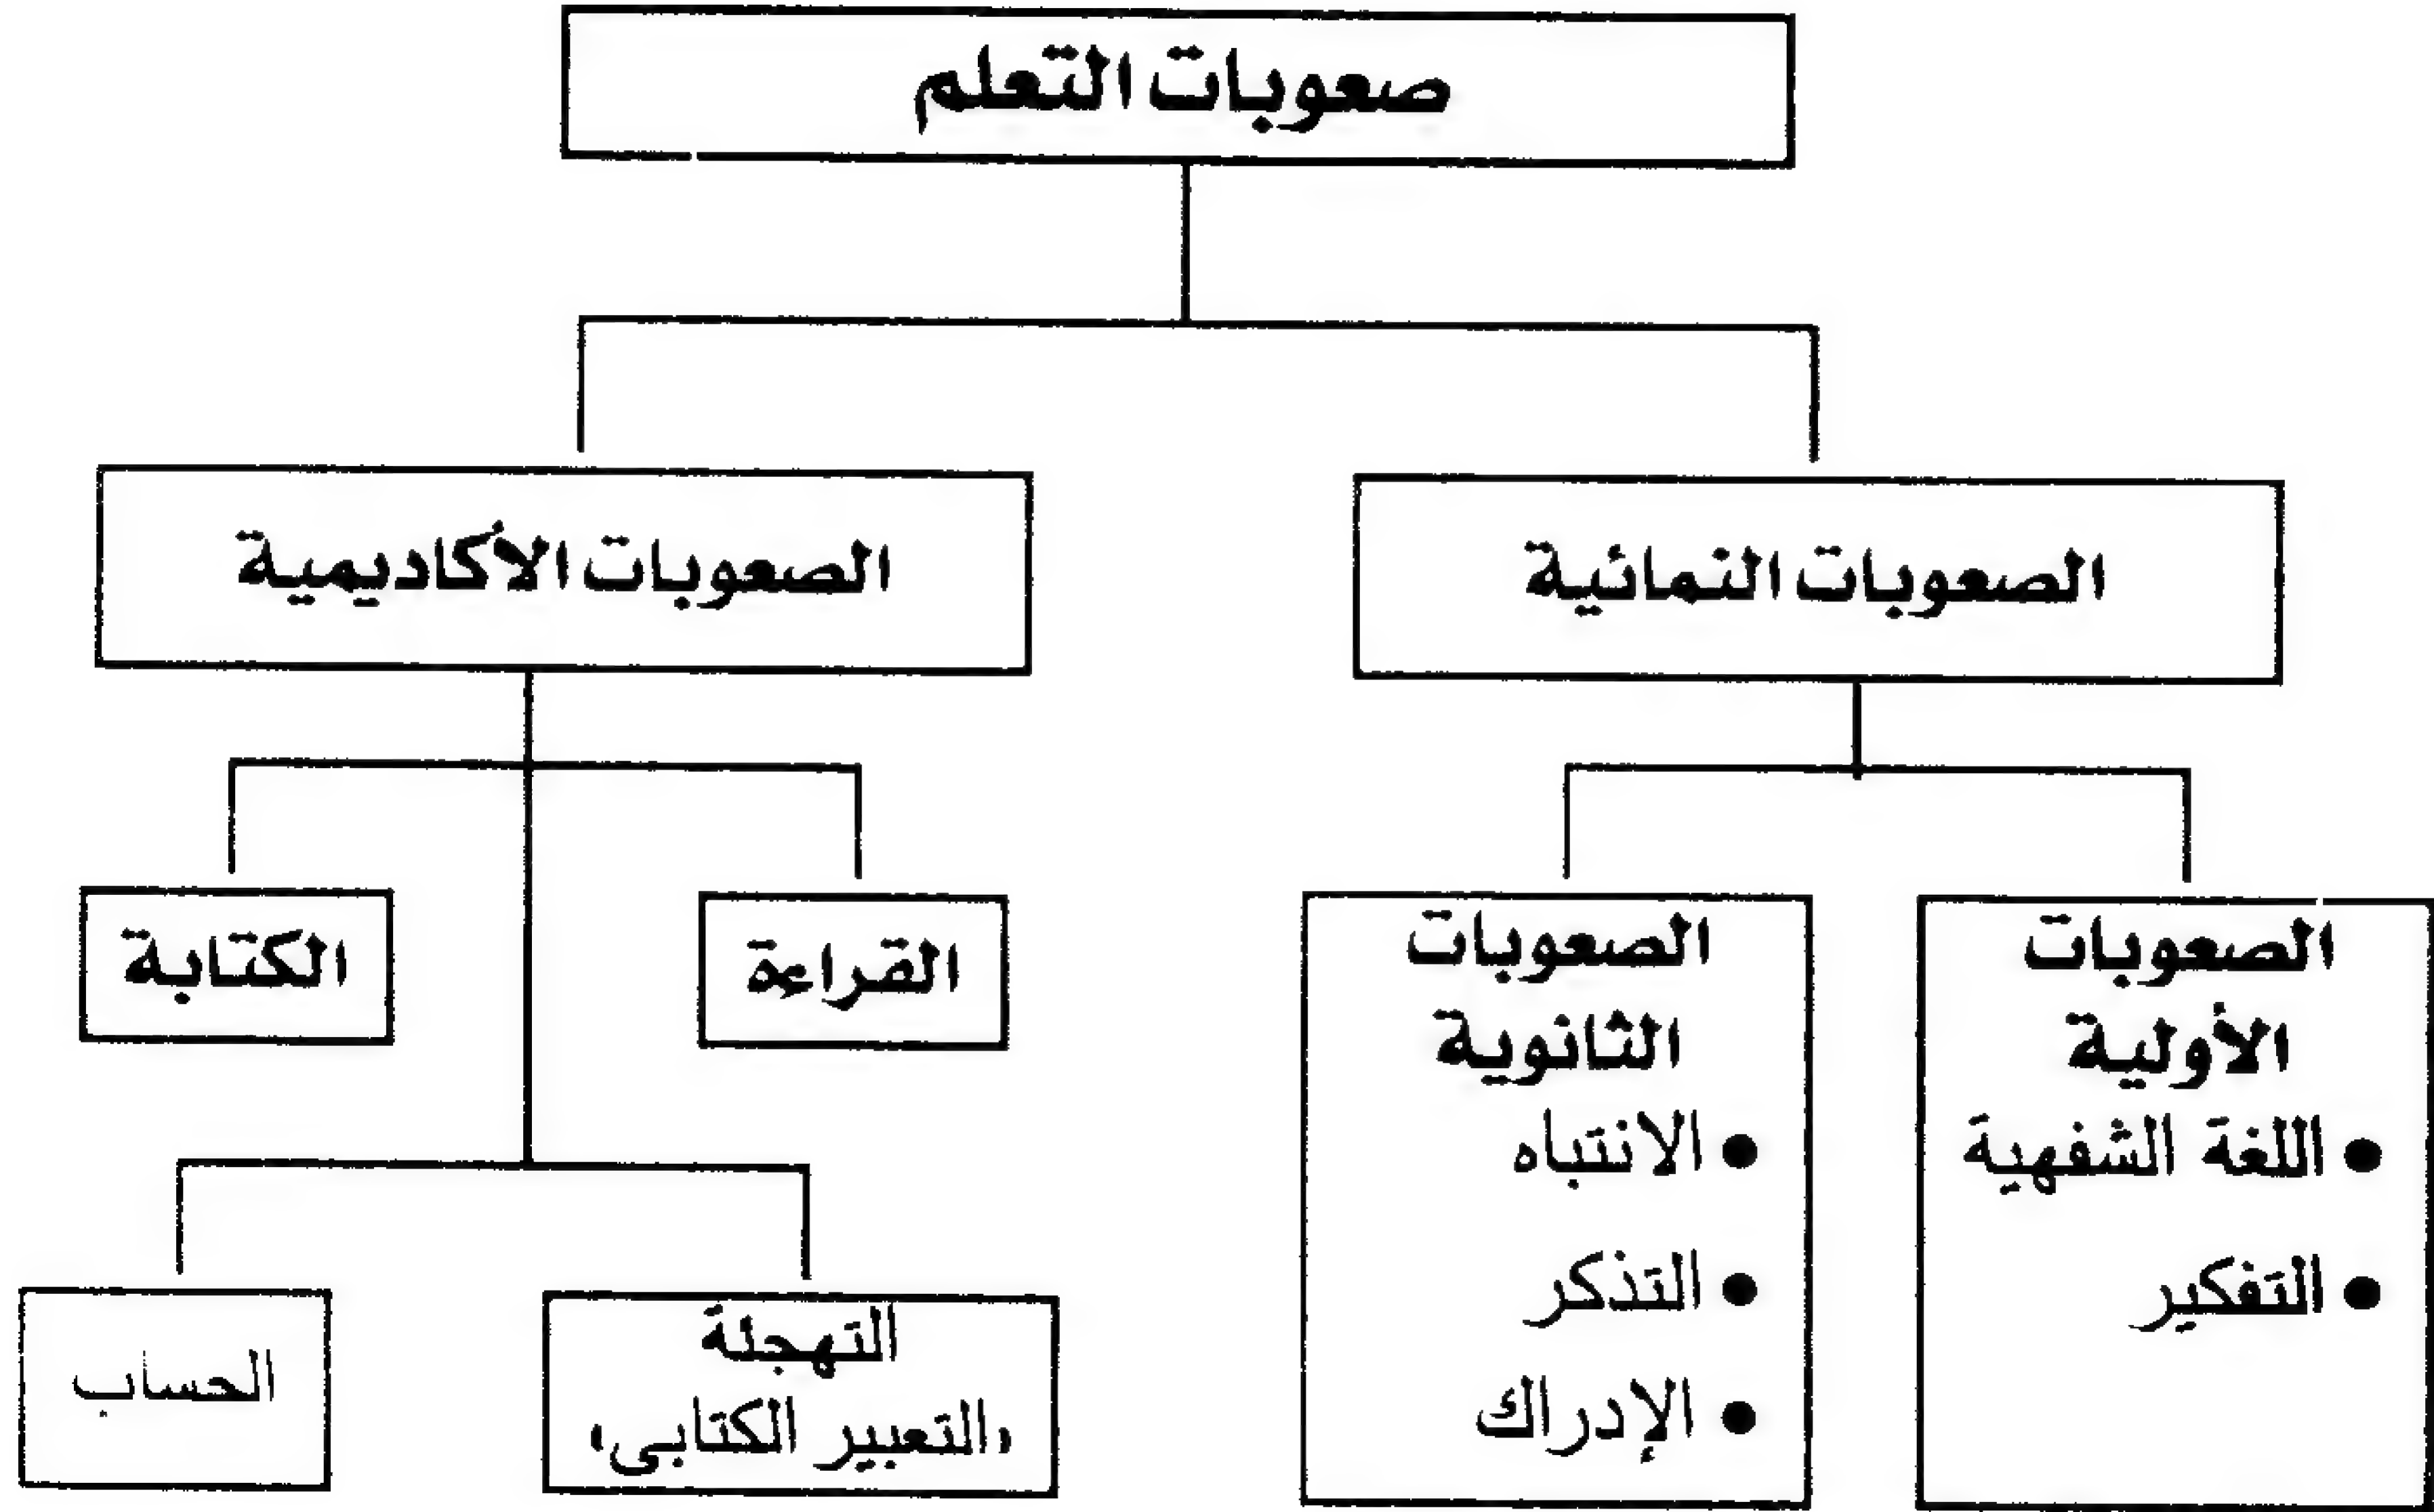 صعوبات التعلم
الصعوبات النمائية
الصعوبات الأكاديمية
الصعوبات
الأولية
• اللغة الشفهية
• التفكير
الصعوبات
الثانوية
• الانتباه
• التذكر
• الإدراك
القراءة
الكتابة
التهجئة
«التعبير الكتابى»
الحساب